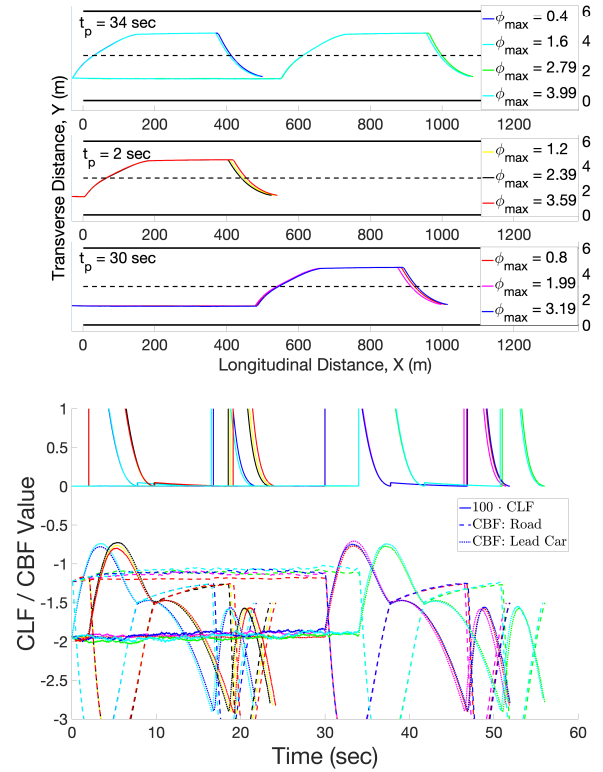 t_p = 34 sec
ϕ_max = 0.4
ϕ_max = 1.6
ϕ_max = 2.79
ϕ_max = 3.99
6
4
2
0
0 200 400 600 800 1000 1200
t_p = 2 sec
ϕ_max = 1.2
ϕ_max = 2.39
ϕ_max = 3.59
6
4
2
0
0 200 400 600 800 1000 1200
t_p = 30 sec
ϕ_max = 0.8
ϕ_max = 1.99
ϕ_max = 3.19
6
4
2
0
0 200 400 600 800 1000 1200
Transverse Distance, Y (m)
Longitudinal Distance, X (m)
1
0.5
0
-0.5
-1
-1.5
-2
-2.5
-3
CLF / CBF Value
100 · CLF
CBF: Road
CBF: Lead Car
0 10 20 30 40 50 60
Time (sec)